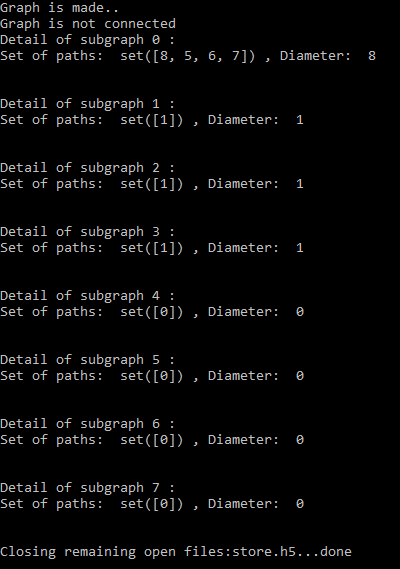 Graph is made..
Graph is not connected
Detail of subgraph 0 :
Set of paths:  set([8, 5, 6, 7]) , Diameter:  8
Detail of subgraph 1 :
Set of paths:  set([1]) , Diameter:  1
Detail of subgraph 2 :
Set of paths:  set([1]) , Diameter:  1
Detail of subgraph 3 :
Set of paths:  set([1]) , Diameter:  1
Detail of subgraph 4 :
Set of paths:  set([0]) , Diameter:  0
Detail of subgraph 5 :
Set of paths:  set([0]) , Diameter:  0
Detail of subgraph 6 :
Set of paths:  set([0]) , Diameter:  0
Detail of subgraph 7 :
Set of paths:  set([0]) , Diameter:  0
Closing remaining open files:store.h5...done